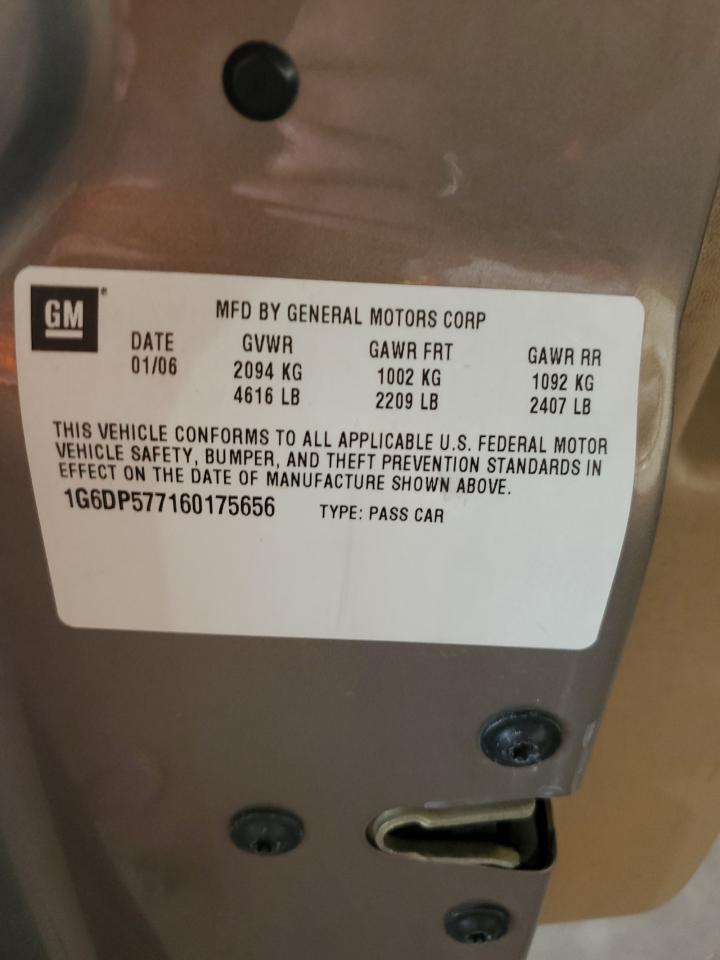 GM
MFD BY GENERAL MOTORS CORP
DATE GVWR GAWR FRT GAWR RR
01/06 2094 KG 1002 KG 1092 KG
4616 LB 2209 LB 2407 LB
THIS VEHICLE CONFORMS TO ALL APPLICABLE U.S. FEDERAL MOTOR
VEHICLE SAFETY, BUMPER, AND THEFT PREVENTION STANDARDS IN
EFFECT ON THE DATE OF MANUFACTURE SHOWN ABOVE.
1G6DP577160175656 TYPE: PASS CAR